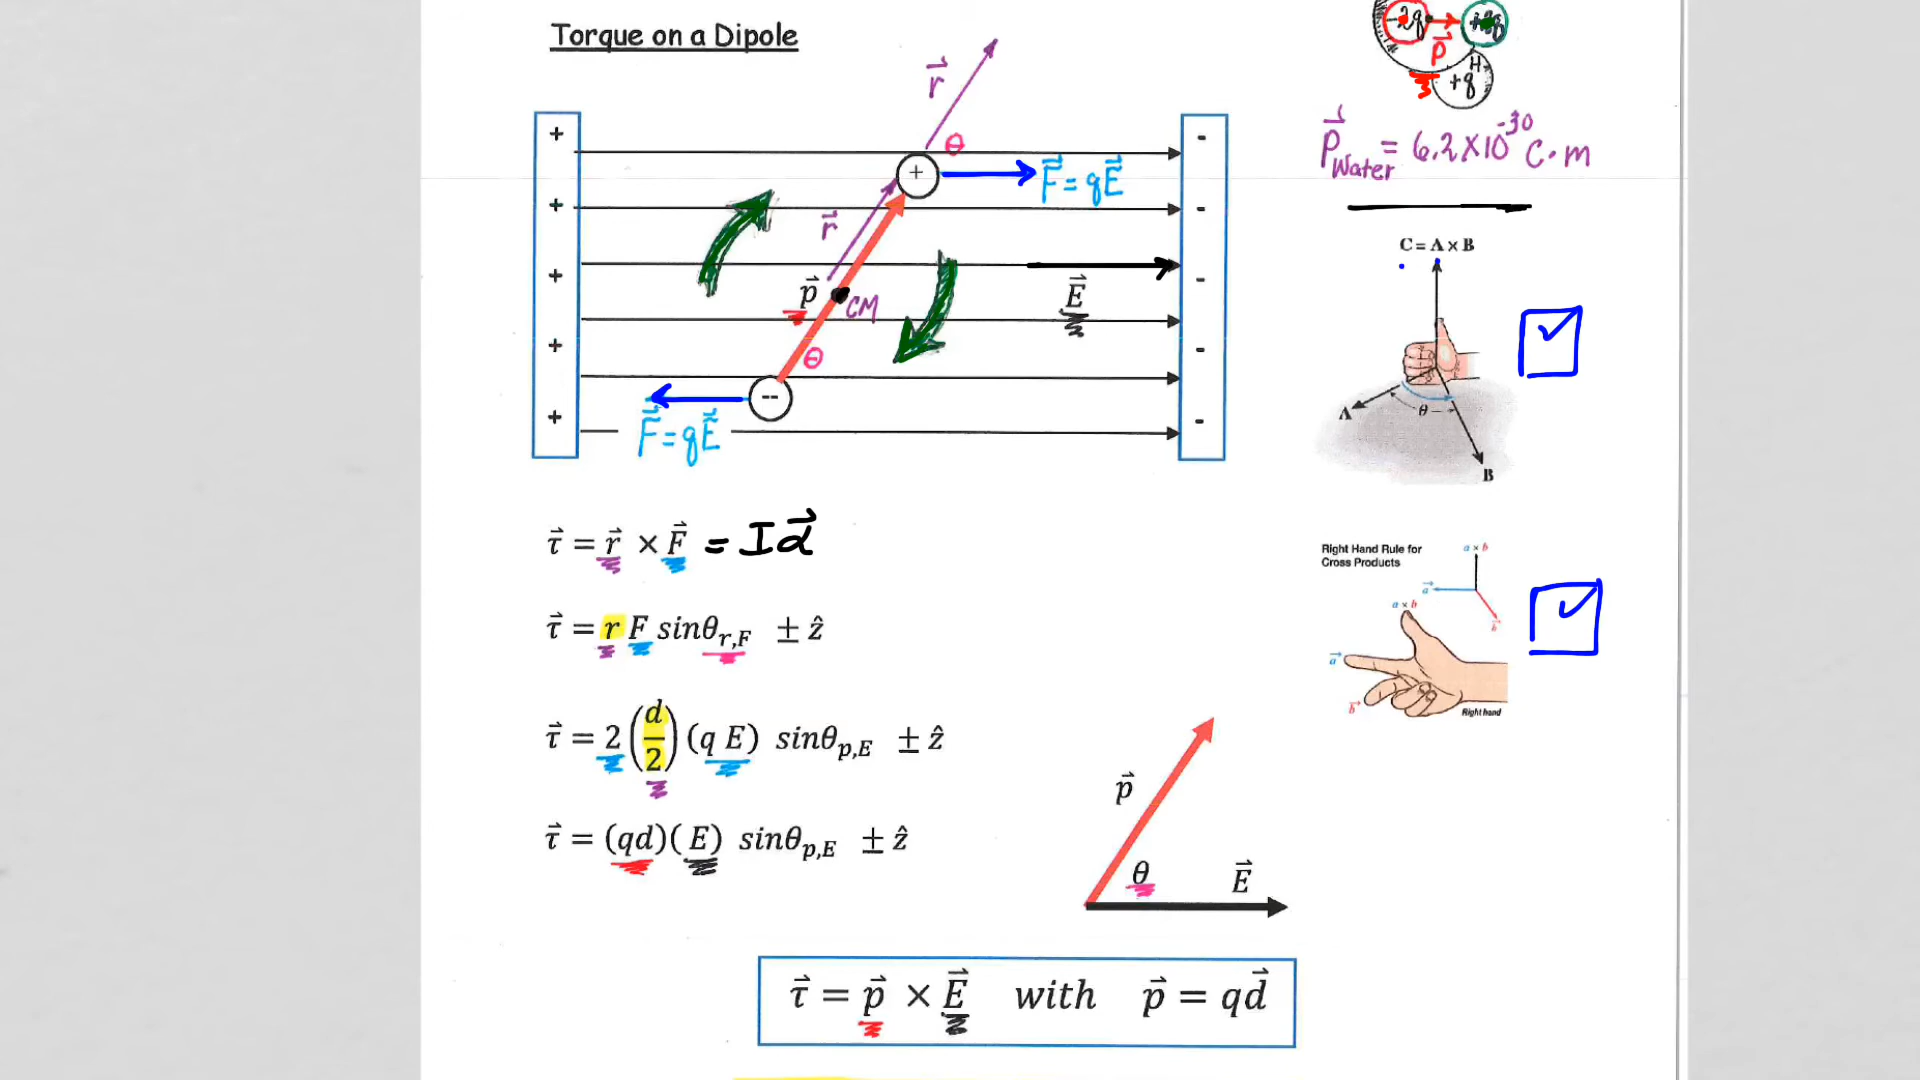 Torque on a Dipole
-2q
p⃗
H
+q
p⃗Water = 6.2×10⁻³⁰ C·m
r⃗
θ
+ -
+
F⃗ = qE⃗
+ -
r⃗
+ -
p⃗
CM
E⃗
+ -
θ
--
+ -
F⃗ = qE⃗
C = A × B
A
θ
B
τ⃗ = r⃗ × F⃗ = Iα⃗
τ⃗ = r F sinθr,F ± ẑ
τ⃗ = 2 (d/2) (q E) sinθp,E ± ẑ
τ⃗ = (qd)( E) sinθp,E ± ẑ
Right Hand Rule for
Cross Products
a × b
a⃗
b⃗
a × b
a⃗
b⃗
Right hand
p⃗
θ
E⃗
τ⃗ = p⃗ × E⃗ with p⃗ = qd⃗